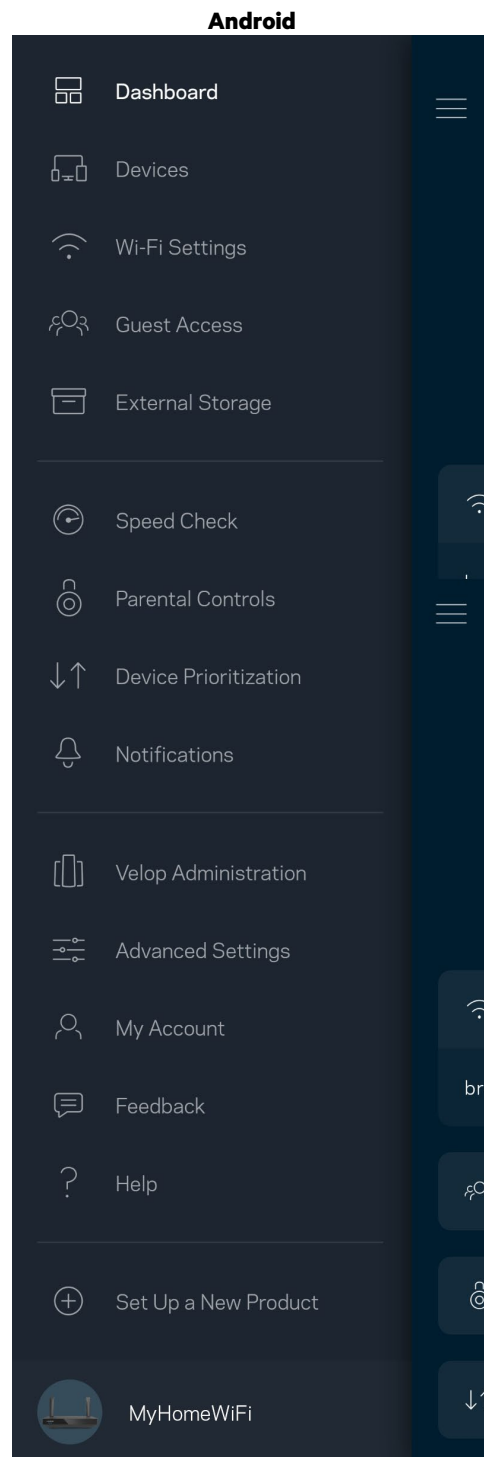 Android
Dashboard
Devices
Wi-Fi Settings
Guest Access
External Storage
Speed Check
Parental Controls
Device Prioritization
Notifications
Velop Administration
Advanced Settings
My Account
Feedback
Help
Set Up a New Product
MyHomeWiFi
br